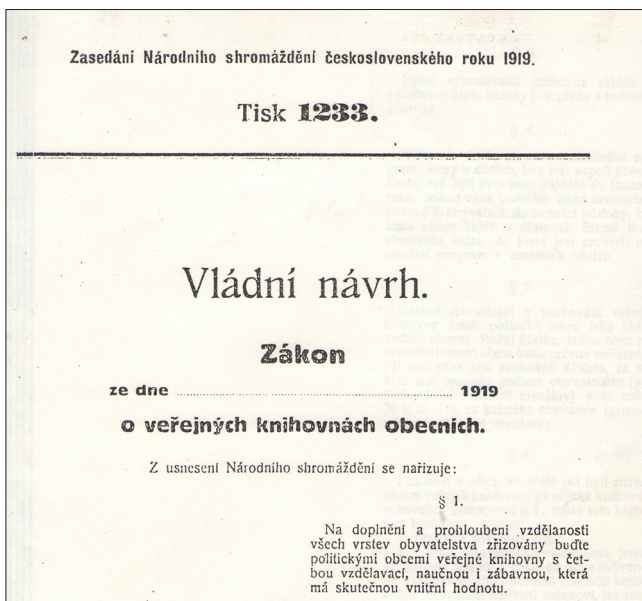 Zasedání Národního shromáždění československého roku 1919.
Tisk 1233.
Vládní návrh.
Zákon
ze dne ........................ 1919
o veřejných knihovnách obecních.
Z usnesení Národního shromáždění se nařizuje:
§ 1.
Na doplnění a prohloubení vzdělanosti
všech vrstev obyvatelstva zřizovány buďte
politickými obcemi veřejné knihovny s čet-
bou vzdělavací, naučnou i zábavnou, která
má skutečnou vnitřní hodnotu.